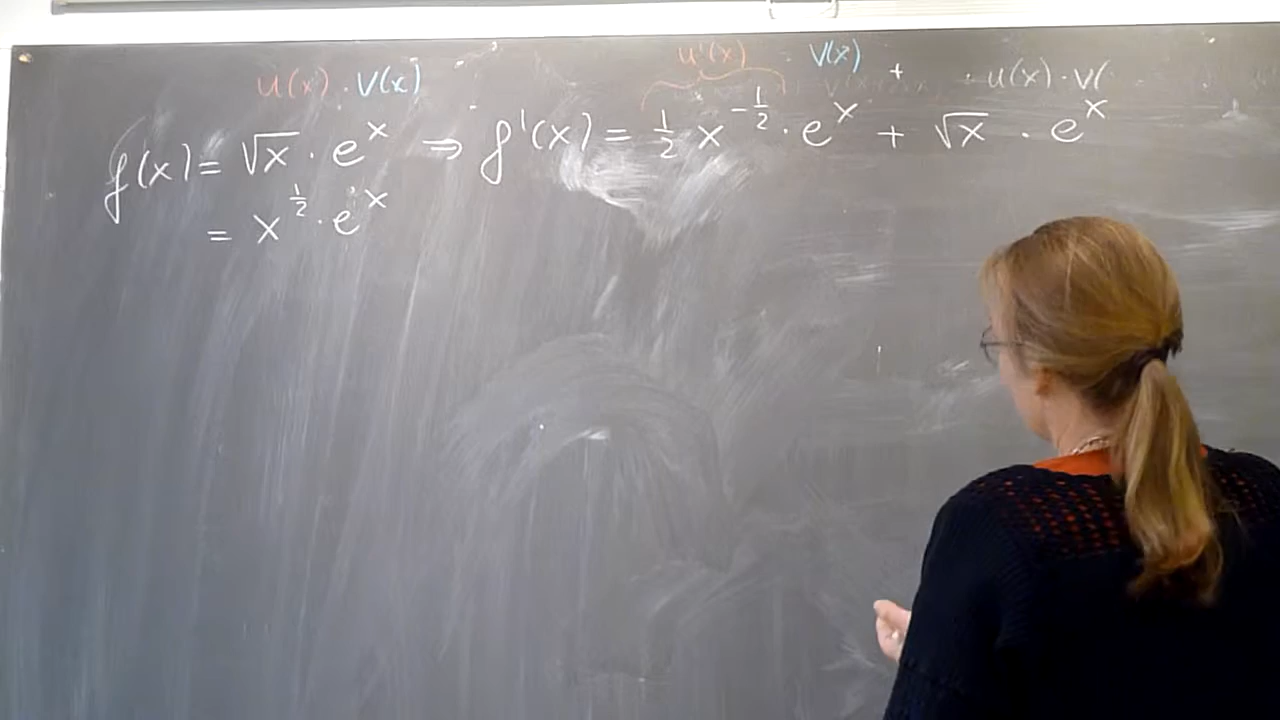 u(x) · v(x) u'(x) · v(x) + · u(x) · v(
f(x) = √x · e^x ⇒ f'(x) = 1/2 x^(-1/2) · e^x + √x · e^x
= x^(1/2) · e^x